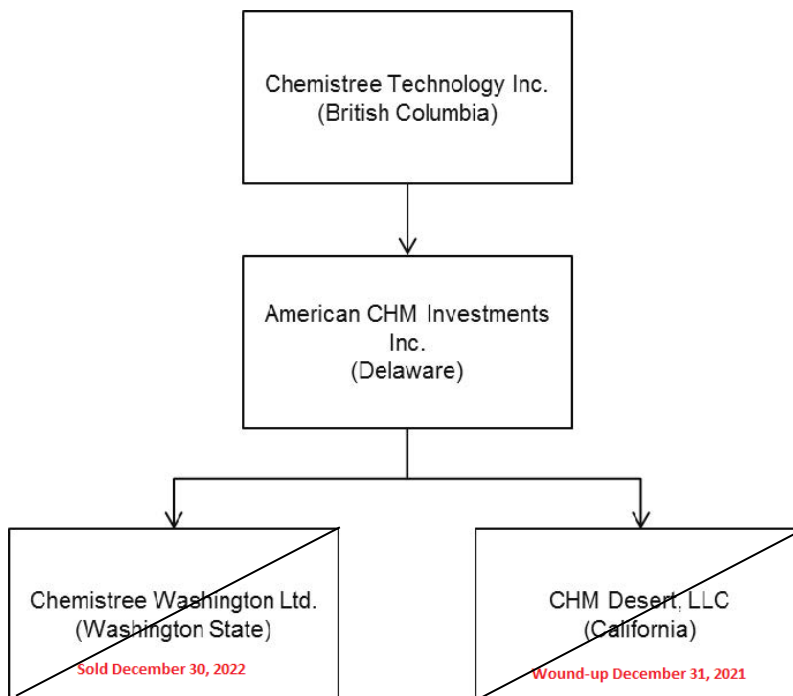 Chemistree Technology Inc.
(British Columbia)
American CHM Investments
Inc.
(Delaware)
Chemistree Washington Ltd.
(Washington State)
Sold December 30, 2022
CHM Desert, LLC
(California)
Wound-up December 31, 2021